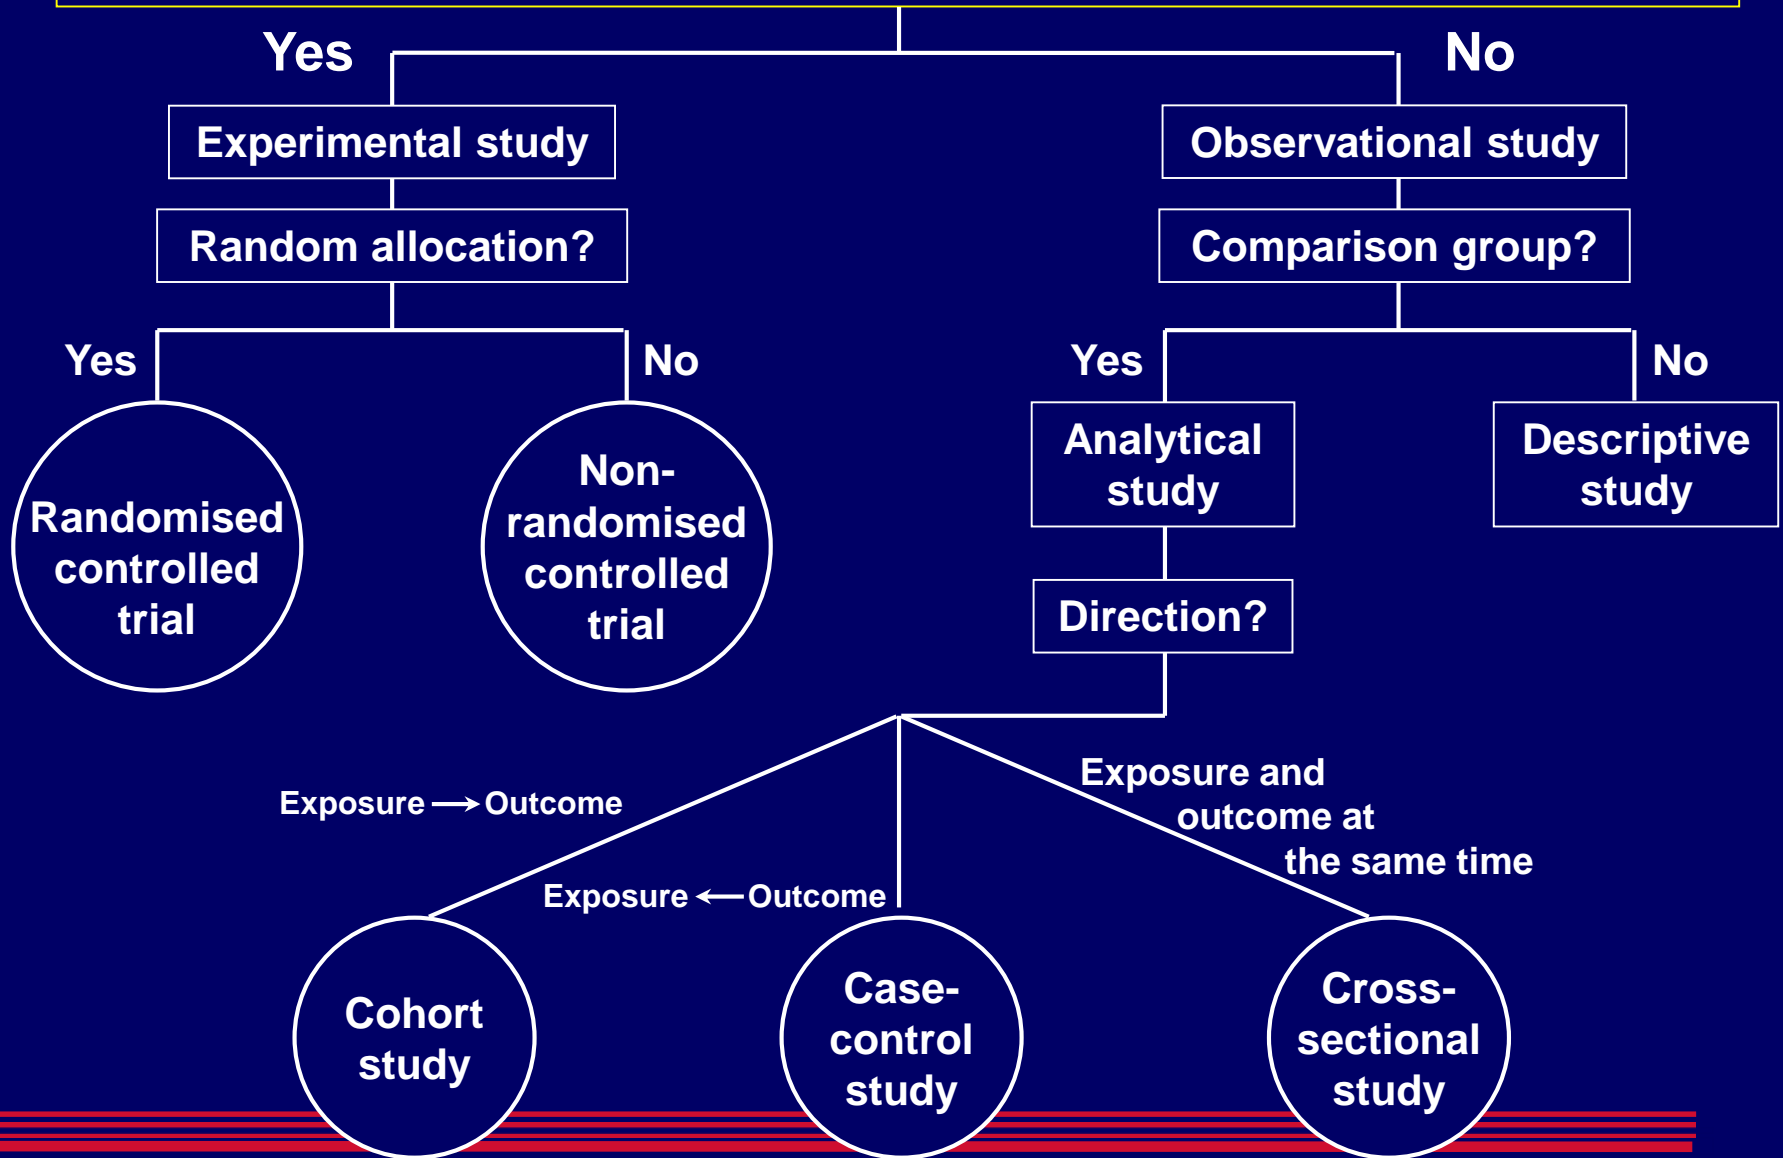 Yes
No
Experimental study
Observational study
Random allocation?
Comparison group?
Yes
No
Yes
No
Randomised
controlled
trial
Non-
randomised
controlled
trial
Analytical
study
Descriptive
study
Direction?
Exposure → Outcome
Exposure and
outcome at
the same time
Exposure ← Outcome
Cohort
study
Case-
control
study
Cross-
sectional
study